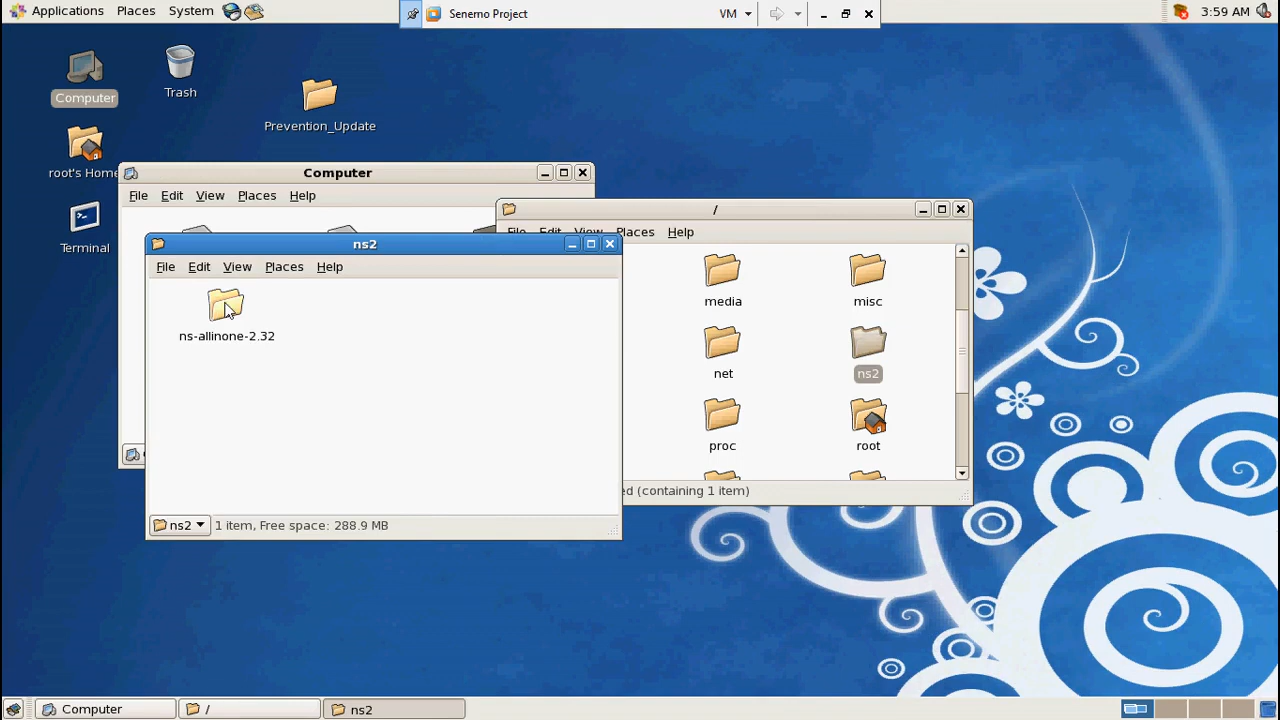 Applications Places System
Senemo Project
VM
3:59 AM
Computer
Trash
Prevention_Update
root's Home
Terminal
Computer
File Edit View Places Help
/
File Edit View Places Help
media
misc
net
ns2
proc
root
ed (containing 1 item)
ns2
File Edit View Places Help
ns-allinone-2.32
ns2
1 item, Free space: 288.9 MB
Computer
/
ns2